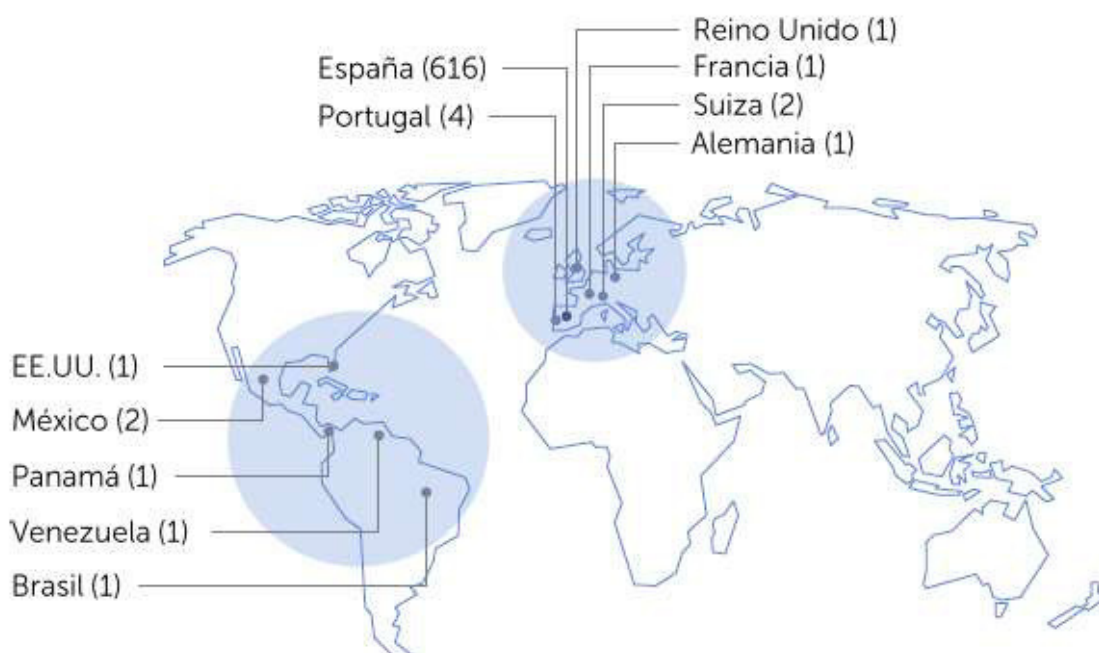 Reino Unido (1)
España (616)
Francia (1)
Suiza (2)
Portugal (4)
Alemania (1)
EE.UU. (1)
México (2)
Panamá (1)
Venezuela (1)
Brasil (1)